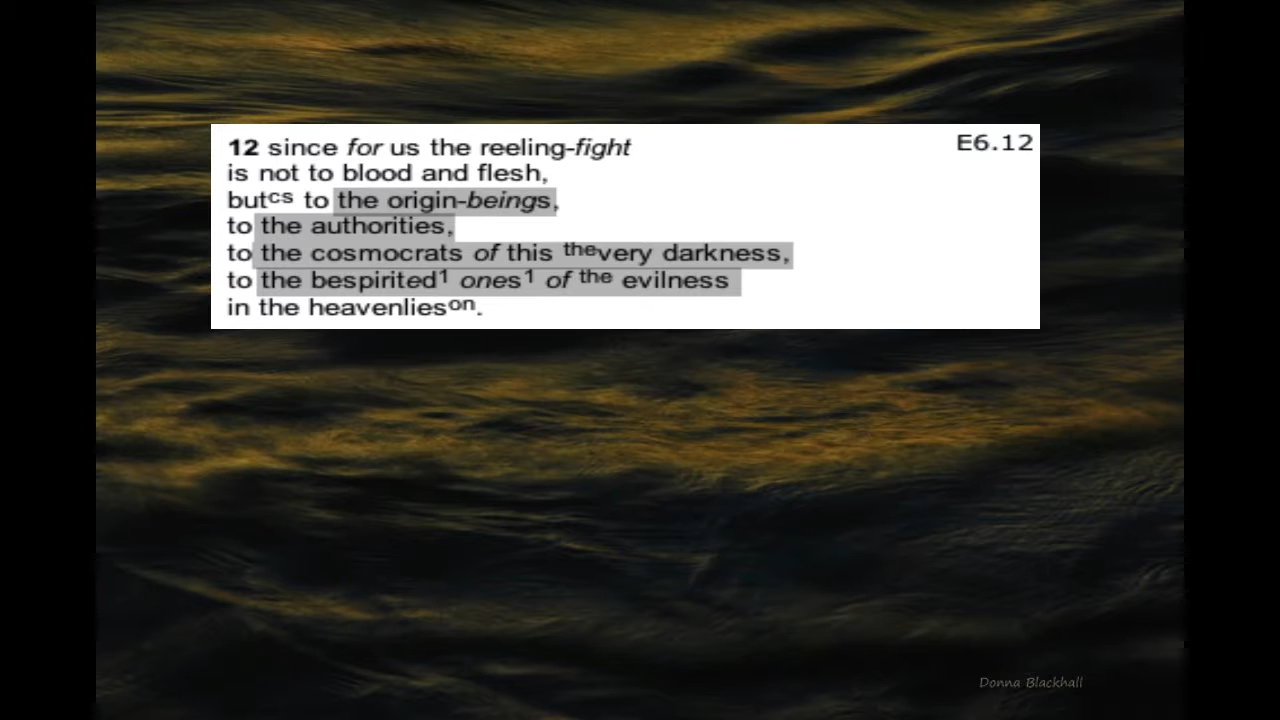 12 since for us the reeling-fight E6.12
is not to blood and flesh,
butcs to the origin-beings,
to the authorities,
to the cosmocrats of this thevery darkness,
to the bespirited¹ ones¹ of the evilness
in the heavenlieson.
Donna Blackhall